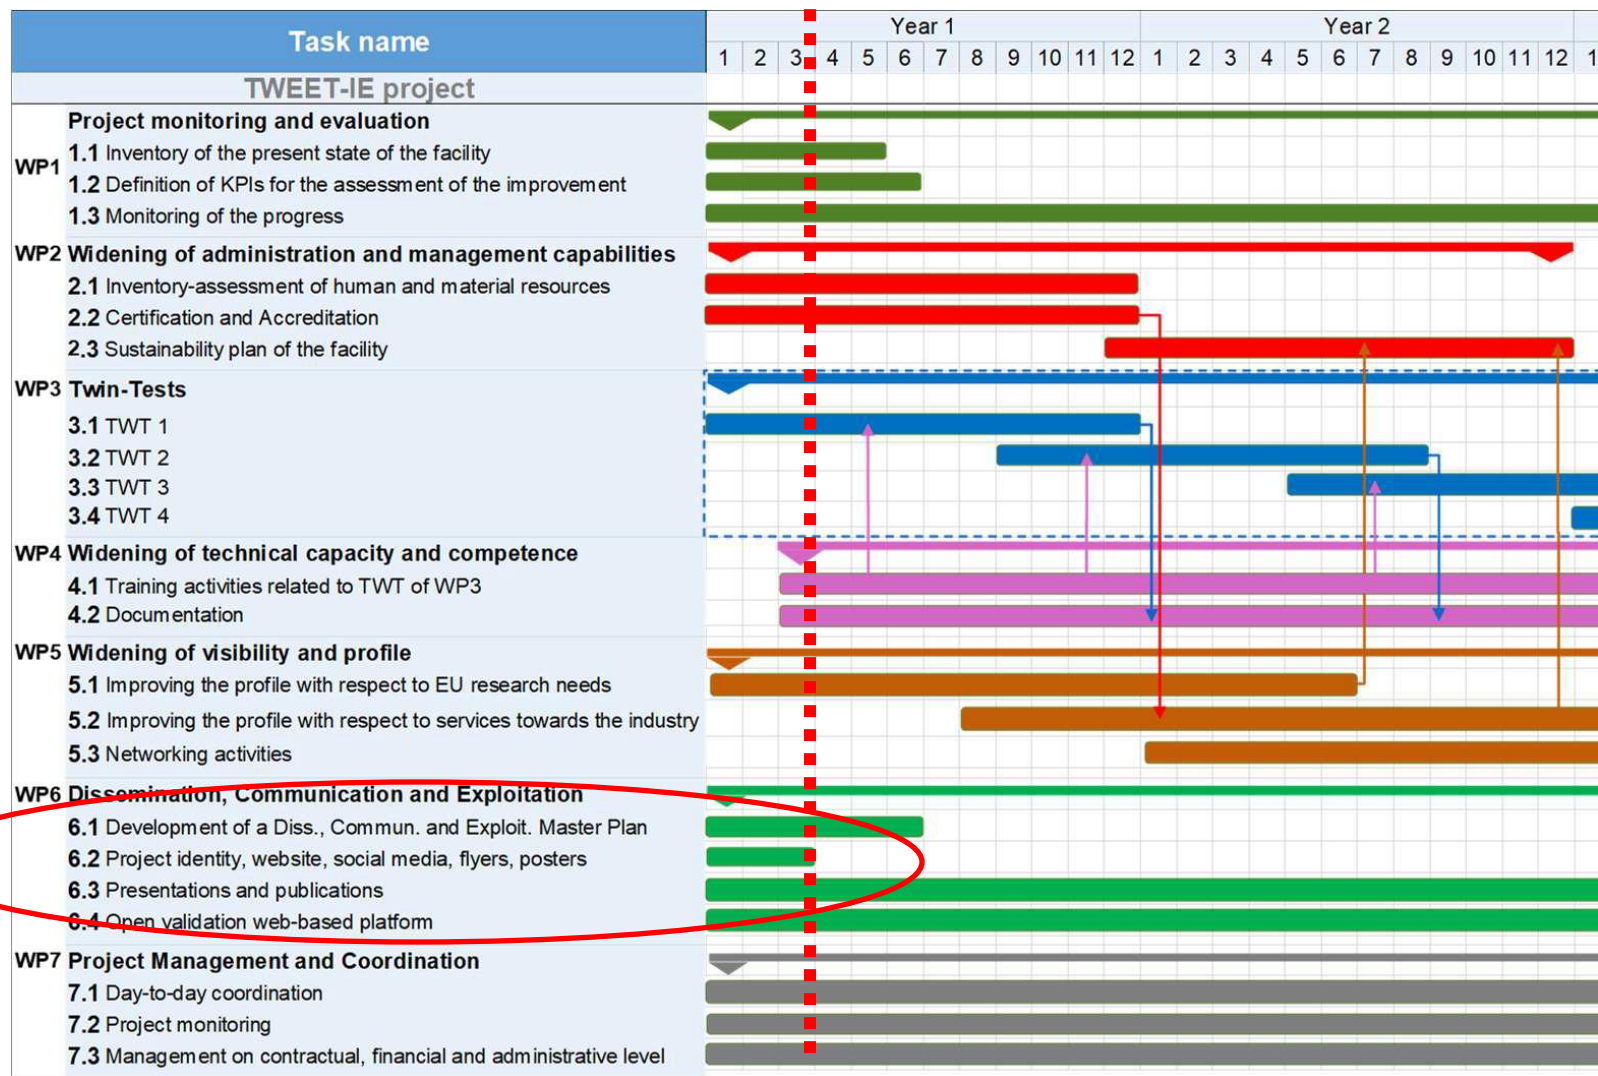 Task name
Year 1 Year 2
1 2 3 4 5 6 7 8 9 10 11 12 1 2 3 4 5 6 7 8 9 10 11 12 1
TWEET-IE project
Project monitoring and evaluation
WP1
1.1 Inventory of the present state of the facility
1.2 Definition of KPIs for the assessment of the improvement
1.3 Monitoring of the progress
WP2 Widening of administration and management capabilities
2.1 Inventory-assessment of human and material resources
2.2 Certification and Accreditation
2.3 Sustainability plan of the facility
WP3 Twin-Tests
3.1 TWT 1
3.2 TWT 2
3.3 TWT 3
3.4 TWT 4
WP4 Widening of technical capacity and competence
4.1 Training activities related to TWT of WP3
4.2 Documentation
WP5 Widening of visibility and profile
5.1 Improving the profile with respect to EU research needs
5.2 Improving the profile with respect to services towards the industry
5.3 Networking activities
WP6 Dissemination, Communication and Exploitation
6.1 Development of a Diss., Commun. and Exploit. Master Plan
6.2 Project identity, website, social media, flyers, posters
6.3 Presentations and publications
6.4 Open validation web-based platform
WP7 Project Management and Coordination
7.1 Day-to-day coordination
7.2 Project monitoring
7.3 Management on contractual, financial and administrative level